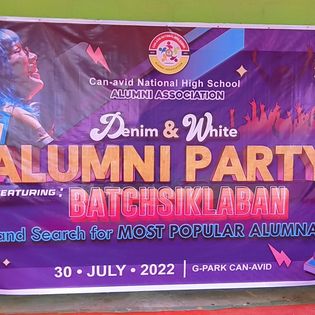 Can-avid National High School
ALUMNI ASSOCIATION
Denim & White
ALUMNI PARTY
FEATURING:
BATCHSIKLABAN
and Search for MOST POPULAR ALUMNA
30 • JULY • 2022 | G-PARK CAN-AVID